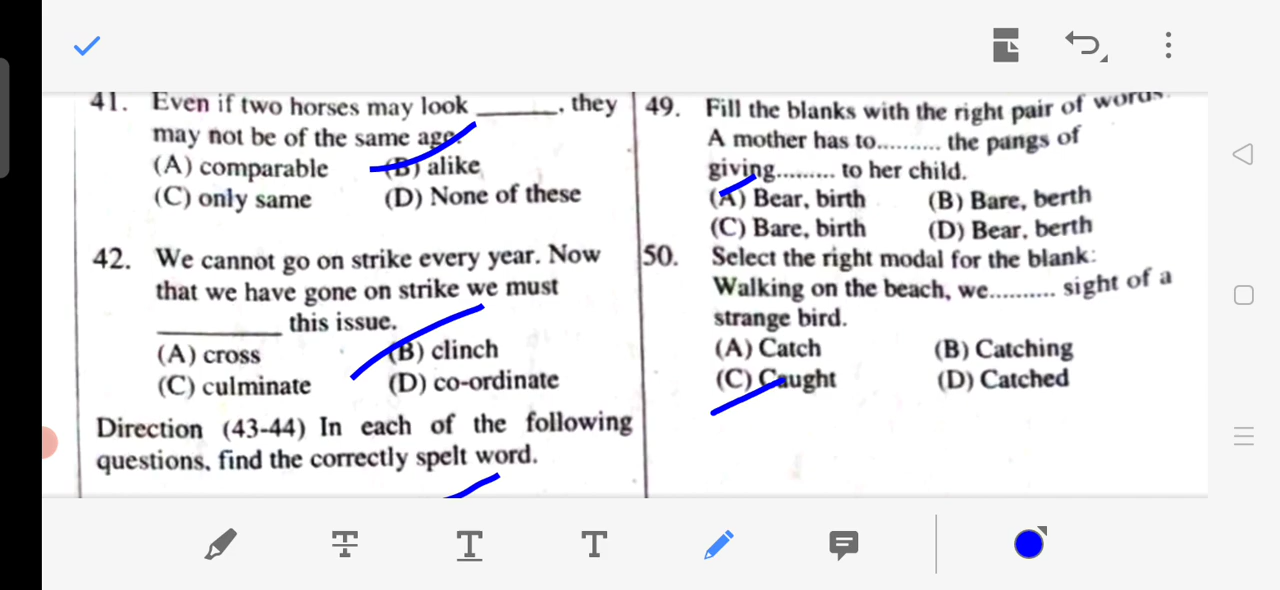 41. Even if two horses may look ______, they
may not be of the same age.
(A) comparable (B) alike
(C) only same (D) None of these
42. We cannot go on strike every year. Now
that we have gone on strike we must
_________ this issue.
(A) cross (B) clinch
(C) culminate (D) co-ordinate
Direction (43-44) In each of the following
questions, find the correctly spelt word.
49. Fill the blanks with the right pair of words.
A mother has to.......... the pangs of
giving......... to her child.
(A) Bear, birth (B) Bare, berth
(C) Bare, birth (D) Bear, berth
50. Select the right modal for the blank:
Walking on the beach, we.......... sight of a
strange bird.
(A) Catch (B) Catching
(C) Caught (D) Catched